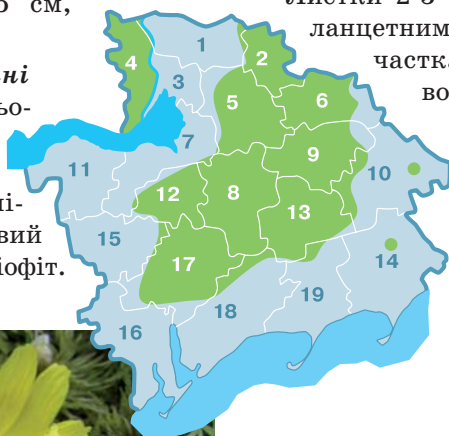 см,
Листки 2-3
ланцетним
частка
во
ні
ьо-
і-
вий
іофіт.
1
2
3
4
5
6
7
8
9
10
11
12
13
14
15
16
17
18
19